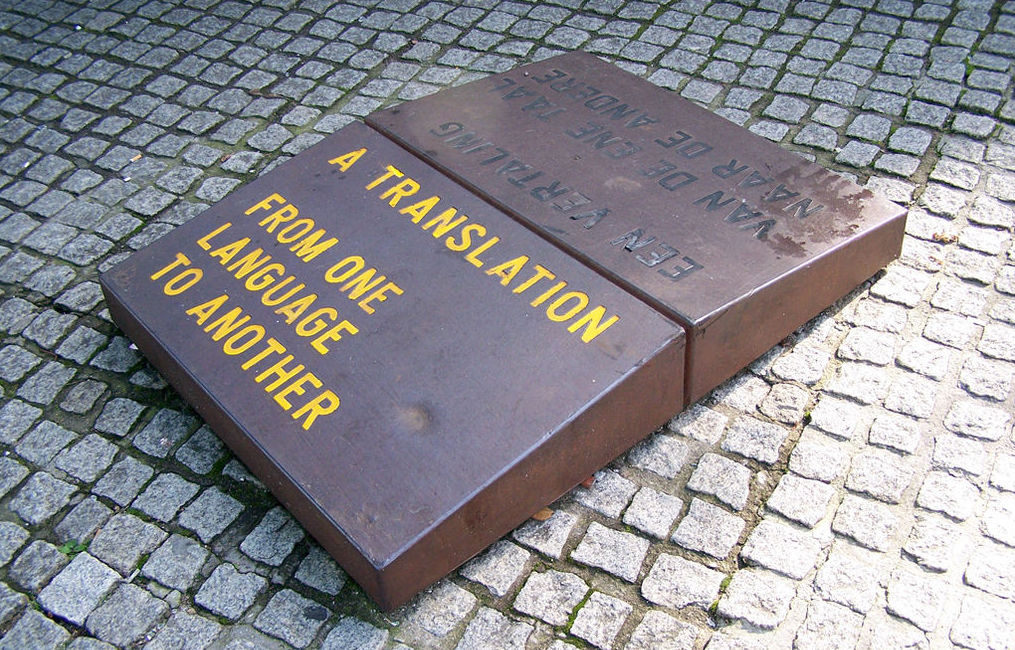 A TRANSLATION
FROM ONE
LANGUAGE
TO ANOTHER
EEN VERTALING
VAN DE ENE TAAL
NAAR DE ANDERE